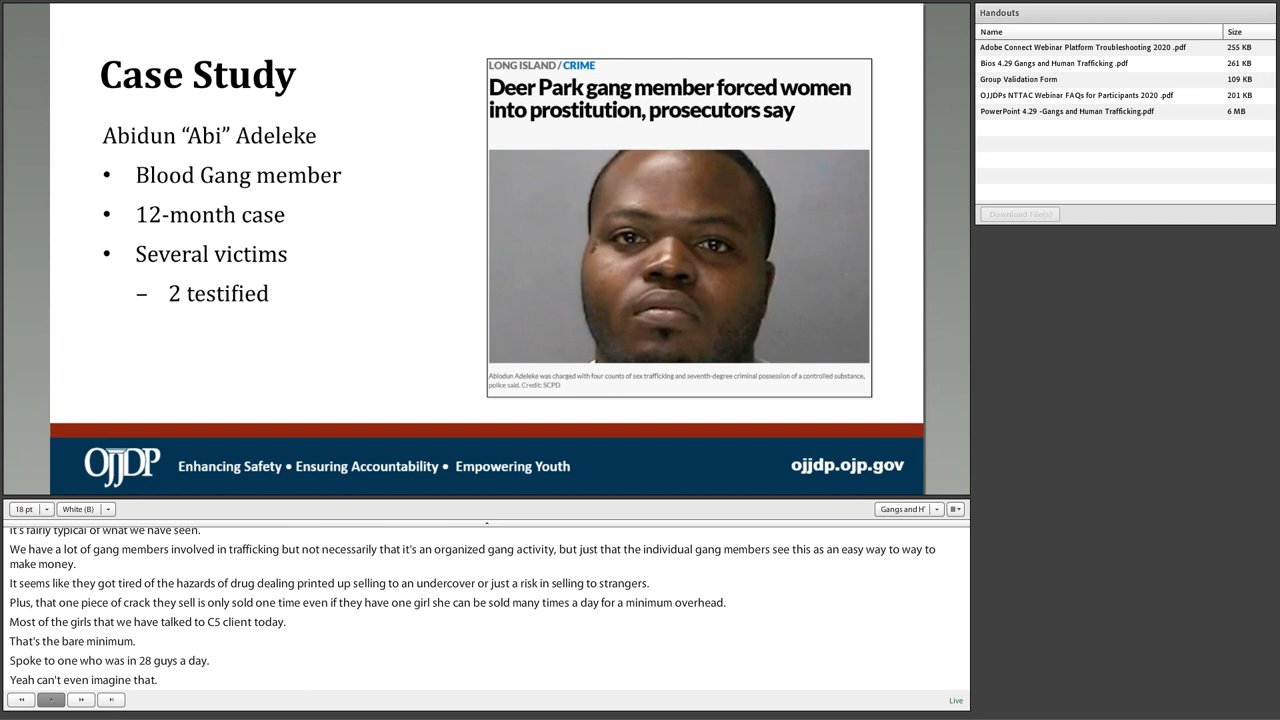 Case Study
Abidun “Abi” Adeleke
• Blood Gang member
• 12-month case
• Several victims
– 2 testified
LONG ISLAND / CRIME
Deer Park gang member forced women
into prostitution, prosecutors say
Abiodun Adeleke was charged with four counts of sex trafficking and seventh-degree criminal possession of a controlled substance,
police said. Credit: SCPD
OJJDP
Enhancing Safety • Ensuring Accountability • Empowering Youth
ojjdp.ojp.gov
Handouts
Name Size
Adobe Connect Webinar Platform Troubleshooting 2020 .pdf 255 KB
Bios 4.29 Gangs and Human Trafficking .pdf 261 KB
Group Validation Form 109 KB
OJJDPs NTTAC Webinar FAQs for Participants 2020 .pdf 201 KB
PowerPoint 4.29 -Gangs and Human Trafficking.pdf 6 MB
Download File(s)
18 pt White (B) Gangs and H'
it's fairly typical of what we have seen.
We have a lot of gang members involved in trafficking but not necessarily that it's an organized gang activity, but just that the individual gang members see this as an easy way to way to
make money.
It seems like they got tired of the hazards of drug dealing printed up selling to an undercover or just a risk in selling to strangers.
Plus, that one piece of crack they sell is only sold one time even if they have one girl she can be sold many times a day for a minimum overhead.
Most of the girls that we have talked to C5 client today.
That's the bare minimum.
Spoke to one who was in 28 guys a day.
Yeah can't even imagine that.
Live